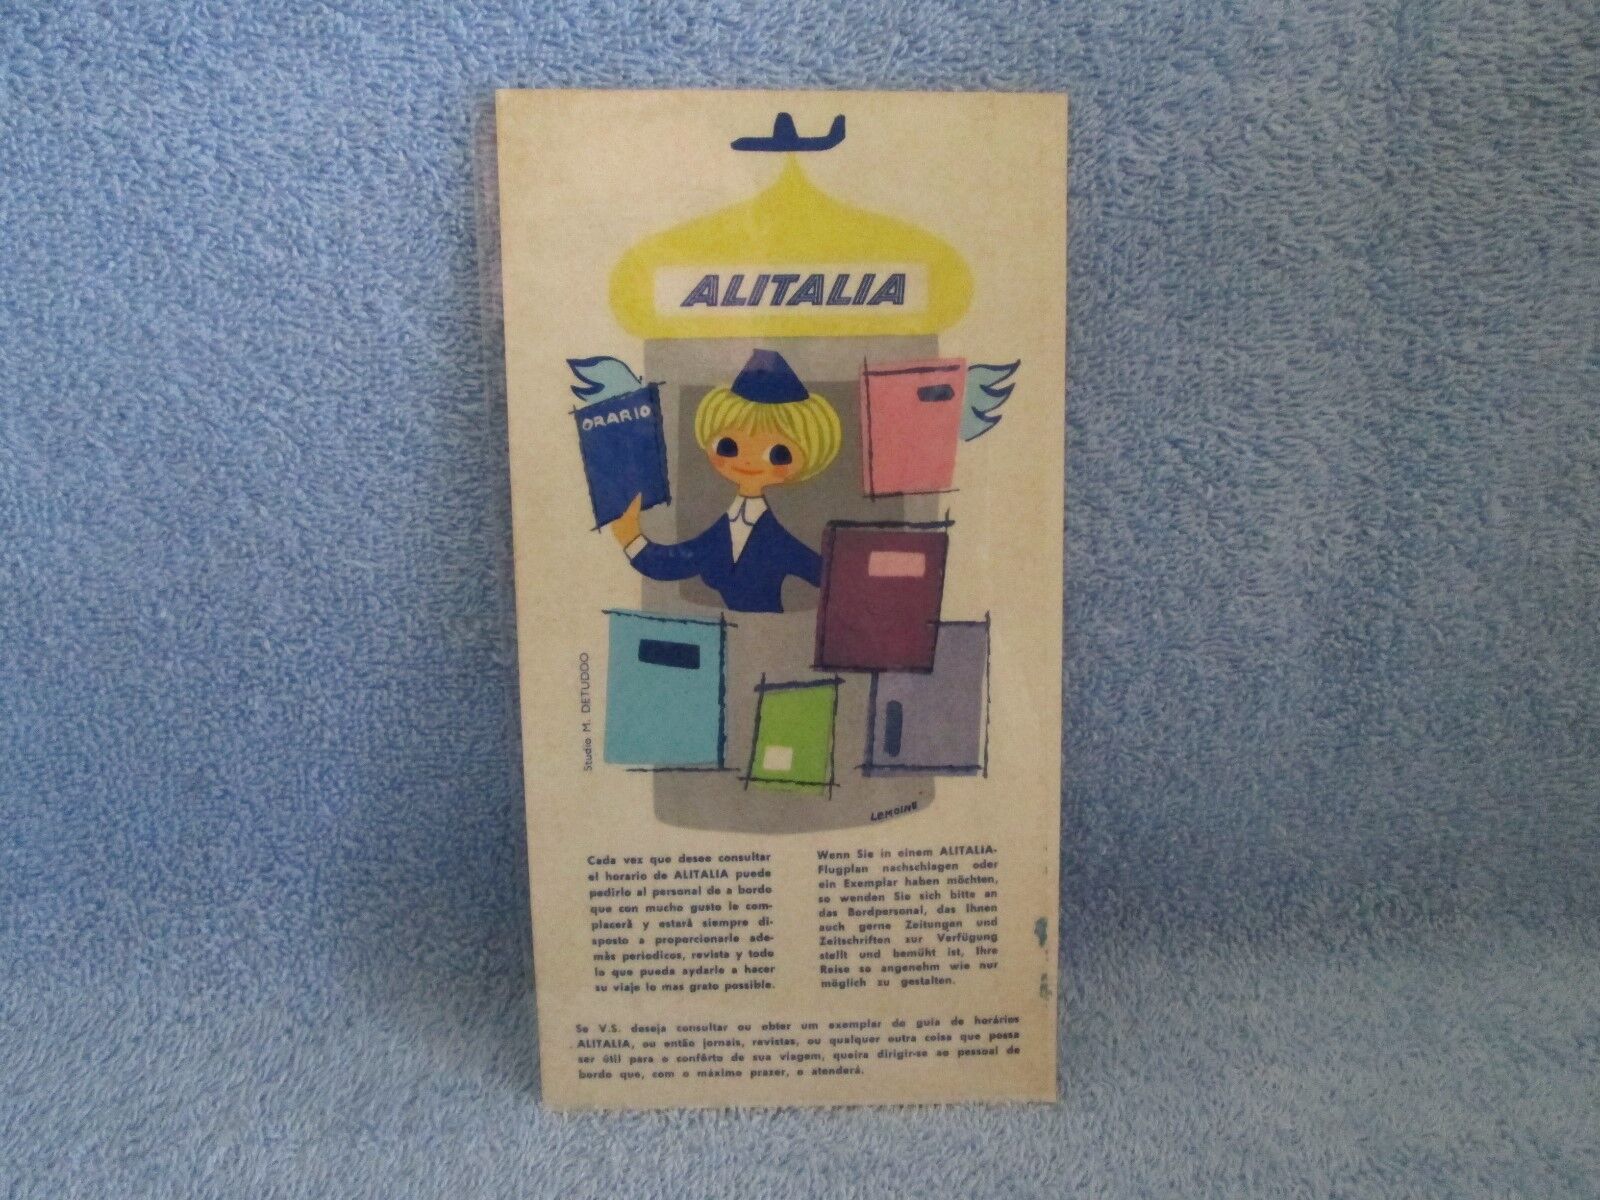 ALITALIA
ORARIO
Studio M. DETUDDO
LEMOINE
Cada vez que desee consultar
el horario de ALITALIA puede
pedirlo al personal de a bordo
que con mucho gusto le com-
placerà y estarà siempre di-
sposto a proporcionarle ade-
màs periodicos, revista y todo
lo que pueda aydarle a hacer
su viaje lo mas grato possible.
Wenn Sie in einem ALITALIA-
Flugplan nachschlagen oder
ein Exemplar haben möchten,
so wenden Sie sich bitte an
das Bordpersonal, das Ihnen
auch gerne Zeitungen und
Zeitschriften zur Verfügung
stellt und bemüht ist, Ihre
Reise so angenehm wie nur
möglich zu gestalten.
Se V.S. deseja consultar ou obter um exemplar do guia de horários
ALITALIA, ou então jornais, revistas, ou qualquer outra coisa que possa
ser útil para o confôrto de sua viagem, queira dirigir-se ao pessoal de
bordo que, com o máximo prazer, o atenderá.